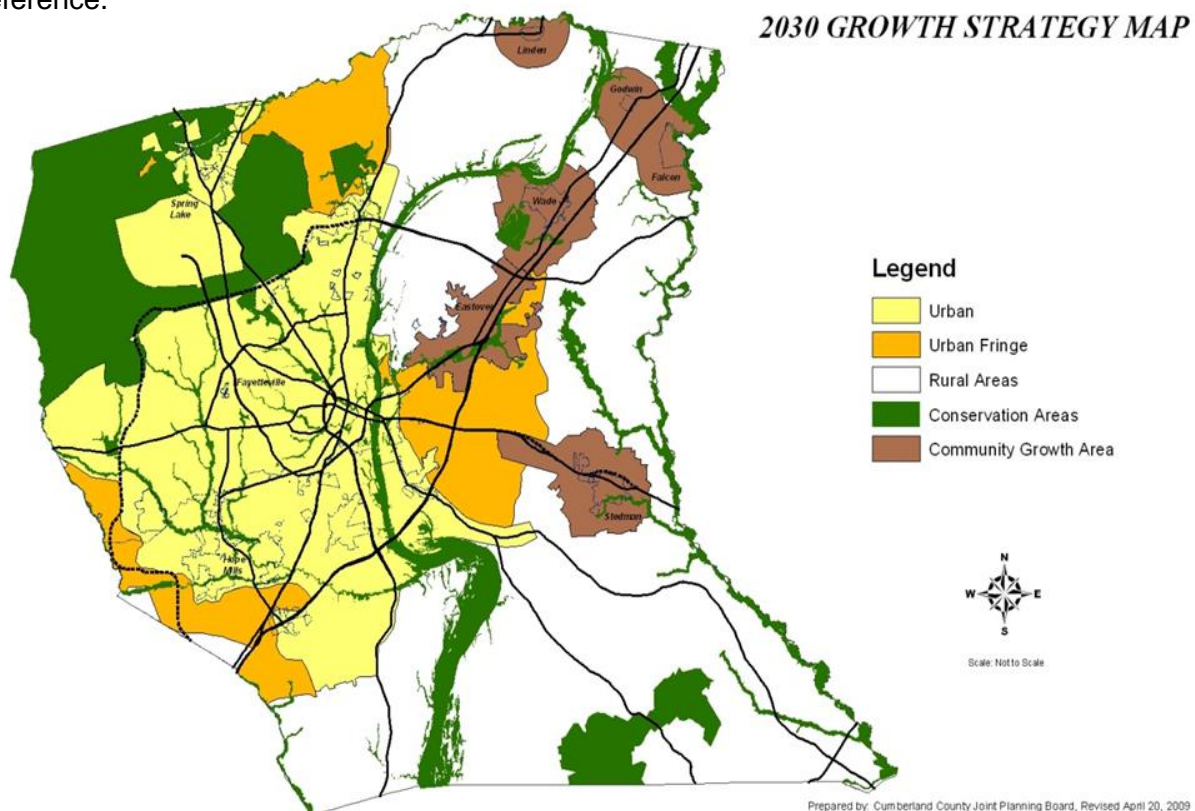 eference.
2030 GROWTH STRATEGY MAP
Linden
Godwin
Falcon
Wade
Spring
Lake
Eastover
Fayetteville
Stedman
Hope
Mills
Legend
Urban
Urban Fringe
Rural Areas
Conservation Areas
Community Growth Area
N
W E
S
Scale: Not to Scale
Prepared by: Cumberland County Joint Planning Board, Revised April 20, 2009